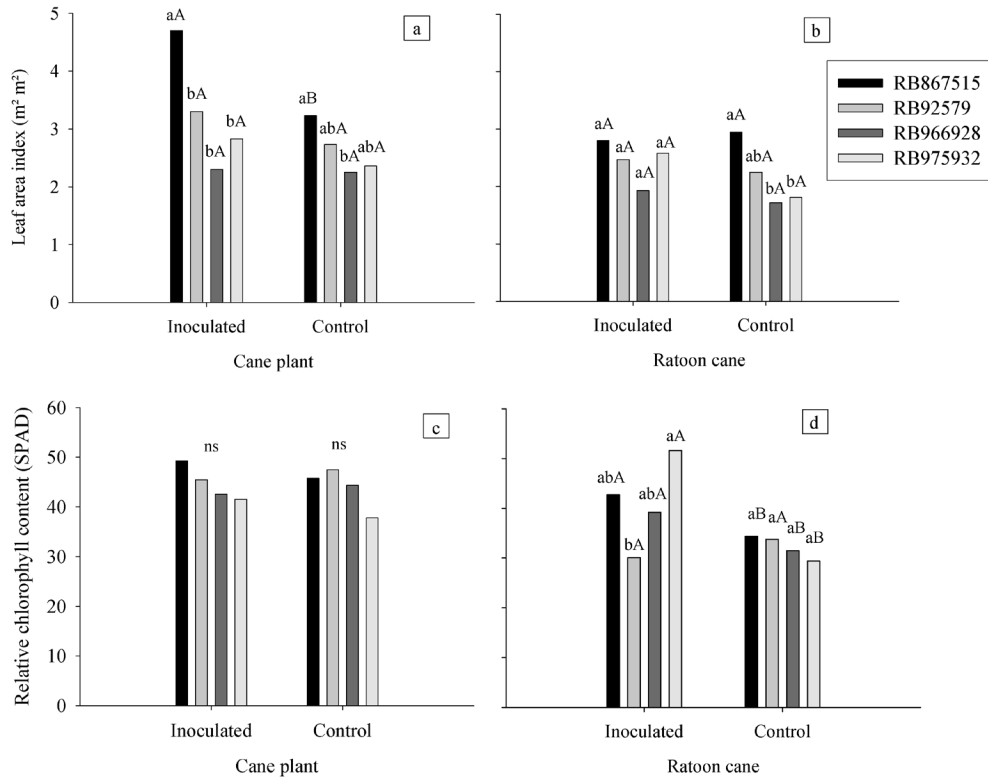 a
Leaf area index (m² m²)
5
4
3
2
1
0
aA
bA
bA
bA
aB
abA
bA
abA
Inoculated
Control
Cane plant
b
aA
aA
aA
aA
aA
abA
bA
bA
Inoculated
Control
Ratoon cane
RB867515
RB92579
RB966928
RB975932
c
Relative chlorophyll content (SPAD)
60
50
40
30
20
10
0
ns
ns
Inoculated
Control
Cane plant
d
abA
bA
abA
aA
aB
aA
aB
aB
Inoculated
Control
Ratoon cane